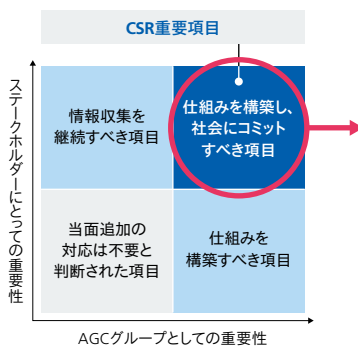 CSR重要項目
ステークホルダーにとっての重要性
情報収集を
継続すべき項目
仕組みを構築し、
社会にコミット
すべき項目
当面追加の
対応は不要と
判断された項目
仕組みを
構築すべき項目
AGCグループとしての重要性